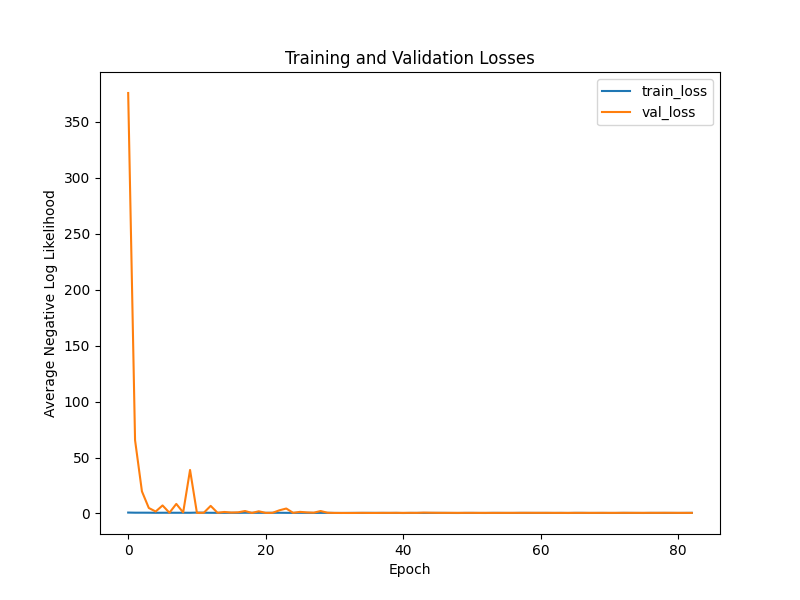 Training and Validation Losses
train_loss
val_loss
350
300
250
200
150
100
50
0
Average Negative Log Likelihood
0 20 40 60 80
Epoch